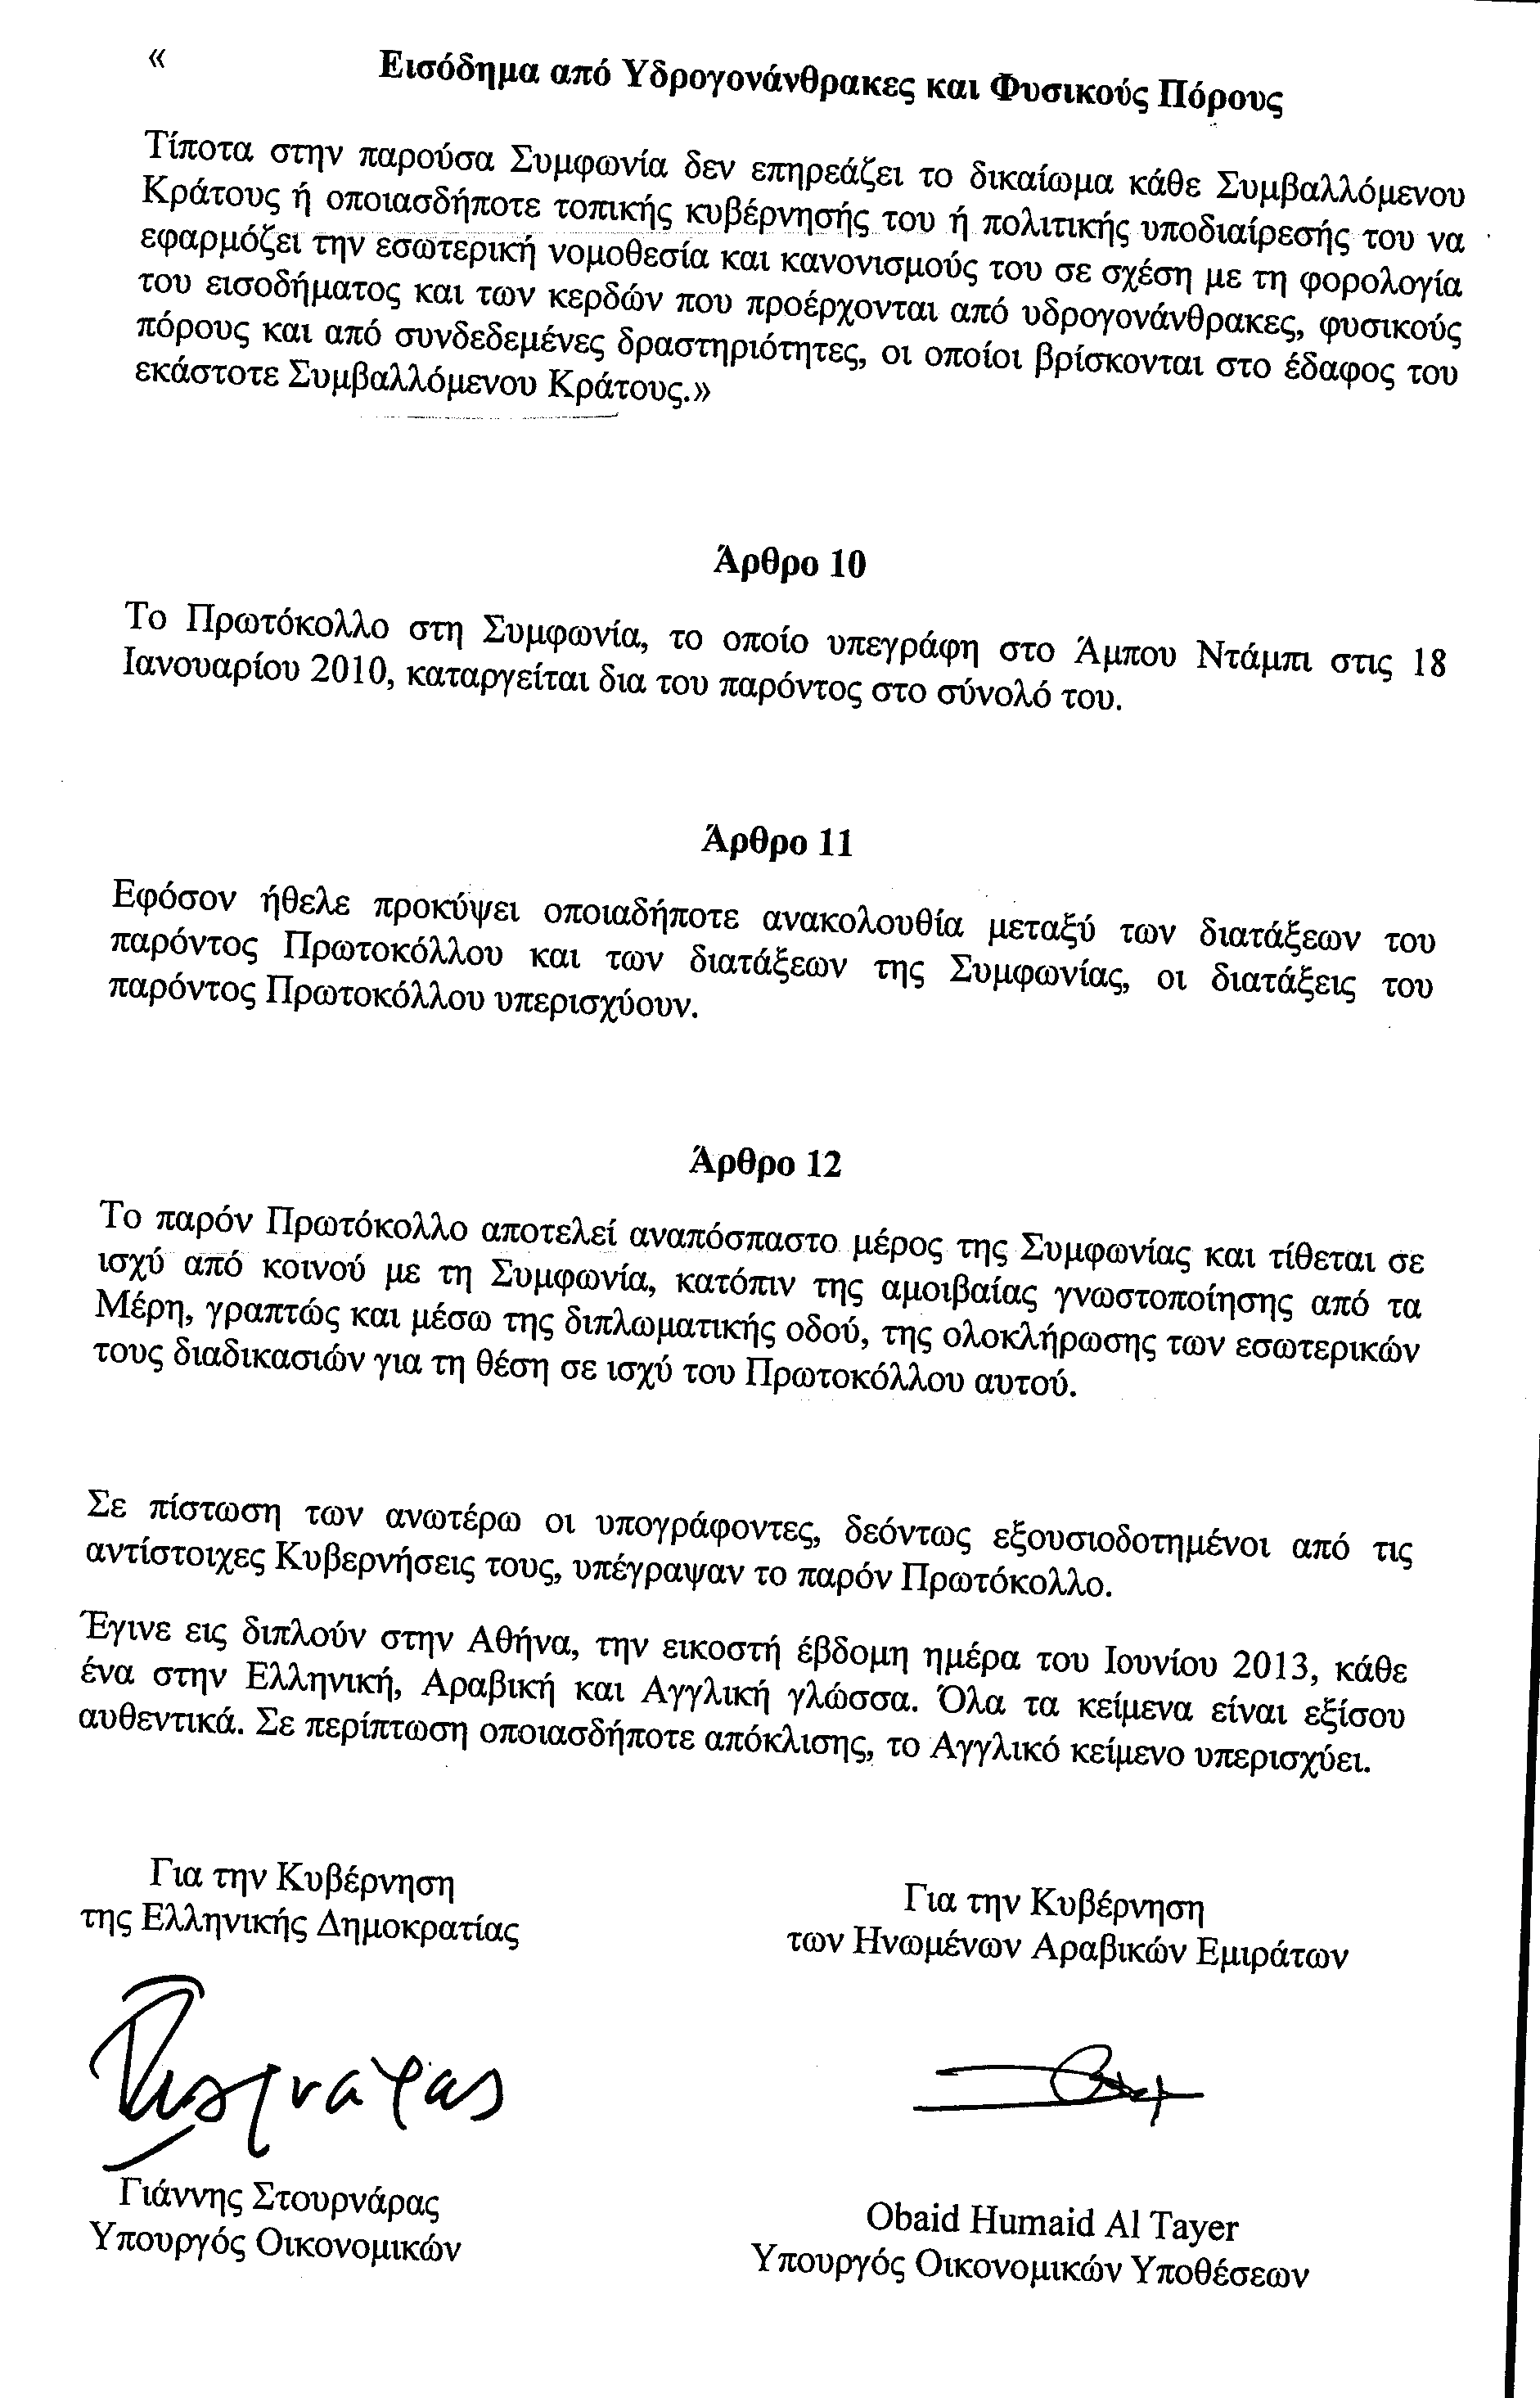 « Εισόδημα από Υδρογονάνθρακες και Φυσικούς Πόρους
Τίποτα στην παρούσα Συμφωνία δεν επηρεάζει το δικαίωμα κάθε Συμβαλλόμενου
Κράτους ή οποιασδήποτε τοπικής κυβέρνησής του ή πολιτικής υποδιαίρεσής του να
εφαρμόζει την εσωτερική νομοθεσία και κανονισμούς του σε σχέση με τη φορολογία
του εισοδήματος και των κερδών που προέρχονται από υδρογονάνθρακες, φυσικούς
πόρους και από συνδεδεμένες δραστηριότητες, οι οποίοι βρίσκονται στο έδαφος του
εκάστοτε Συμβαλλόμενου Κράτους.»
Άρθρο 10
Το Πρωτόκολλο στη Συμφωνία, το οποίο υπεγράφη στο Άμπου Ντάμπι στις 18
Ιανουαρίου 2010, καταργείται δια του παρόντος στο σύνολό του.
Άρθρο 11
Εφόσον ήθελε προκύψει οποιαδήποτε ανακολουθία μεταξύ των διατάξεων του
παρόντος Πρωτοκόλλου και των διατάξεων της Συμφωνίας, οι διατάξεις του
παρόντος Πρωτοκόλλου υπερισχύουν.
Άρθρο 12
Το παρόν Πρωτόκολλο αποτελεί αναπόσπαστο μέρος της Συμφωνίας και τίθεται σε
ισχύ από κοινού με τη Συμφωνία, κατόπιν της αμοιβαίας γνωστοποίησης από τα
Μέρη, γραπτώς και μέσω της διπλωματικής οδού, της ολοκλήρωσης των εσωτερικών
τους διαδικασιών για τη θέση σε ισχύ του Πρωτοκόλλου αυτού.
Σε πίστωση των ανωτέρω οι υπογράφοντες, δεόντως εξουσιοδοτημένοι από τις
αντίστοιχες Κυβερνήσεις τους, υπέγραψαν το παρόν Πρωτόκολλο.
Έγινε εις διπλούν στην Αθήνα, την εικοστή έβδομη ημέρα του Ιουνίου 2013, κάθε
ένα στην Ελληνική, Αραβική και Αγγλική γλώσσα. Όλα τα κείμενα είναι εξίσου
αυθεντικά. Σε περίπτωση οποιασδήποτε απόκλισης, το Αγγλικό κείμενο υπερισχύει.
Για την Κυβέρνηση
της Ελληνικής Δημοκρατίας
Γιάννης Στουρνάρας
Υπουργός Οικονομικών
Για την Κυβέρνηση
των Ηνωμένων Αραβικών Εμιράτων
Obaid Humaid Al Tayer
Υπουργός Οικονομικών Υποθέσεων